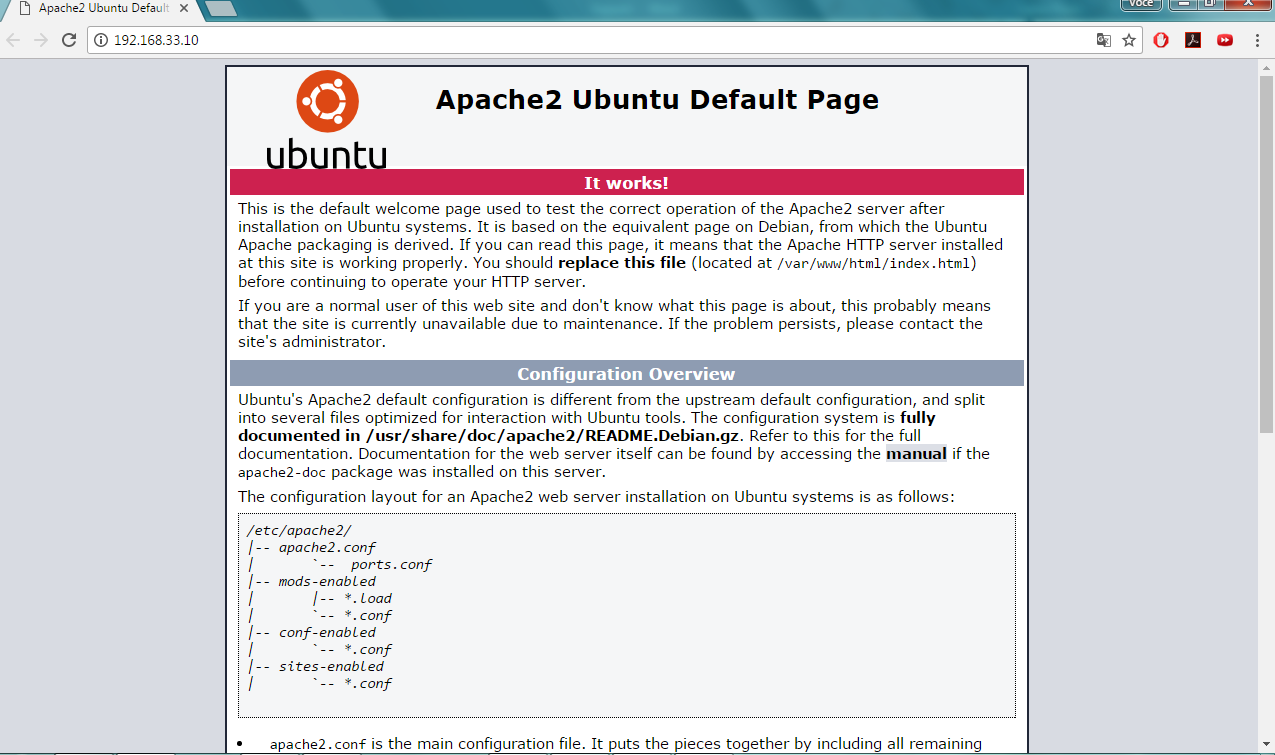 Apache2 Ubuntu Default
Você
192.168.33.10
ubuntu
Apache2 Ubuntu Default Page
It works!
This is the default welcome page used to test the correct operation of the Apache2 server after
installation on Ubuntu systems. It is based on the equivalent page on Debian, from which the Ubuntu
Apache packaging is derived. If you can read this page, it means that the Apache HTTP server installed
at this site is working properly. You should replace this file (located at /var/www/html/index.html)
before continuing to operate your HTTP server.
If you are a normal user of this web site and don't know what this page is about, this probably means
that the site is currently unavailable due to maintenance. If the problem persists, please contact the
site's administrator.
Configuration Overview
Ubuntu's Apache2 default configuration is different from the upstream default configuration, and split
into several files optimized for interaction with Ubuntu tools. The configuration system is fully
documented in /usr/share/doc/apache2/README.Debian.gz. Refer to this for the full
documentation. Documentation for the web server itself can be found by accessing the manual if the
apache2-doc package was installed on this server.
The configuration layout for an Apache2 web server installation on Ubuntu systems is as follows:
/etc/apache2/
|-- apache2.conf
|       `--  ports.conf
|-- mods-enabled
|       |-- *.load
|       `-- *.conf
|-- conf-enabled
|       `-- *.conf
|-- sites-enabled
|       `-- *.conf
• apache2.conf is the main configuration file. It puts the pieces together by including all remaining